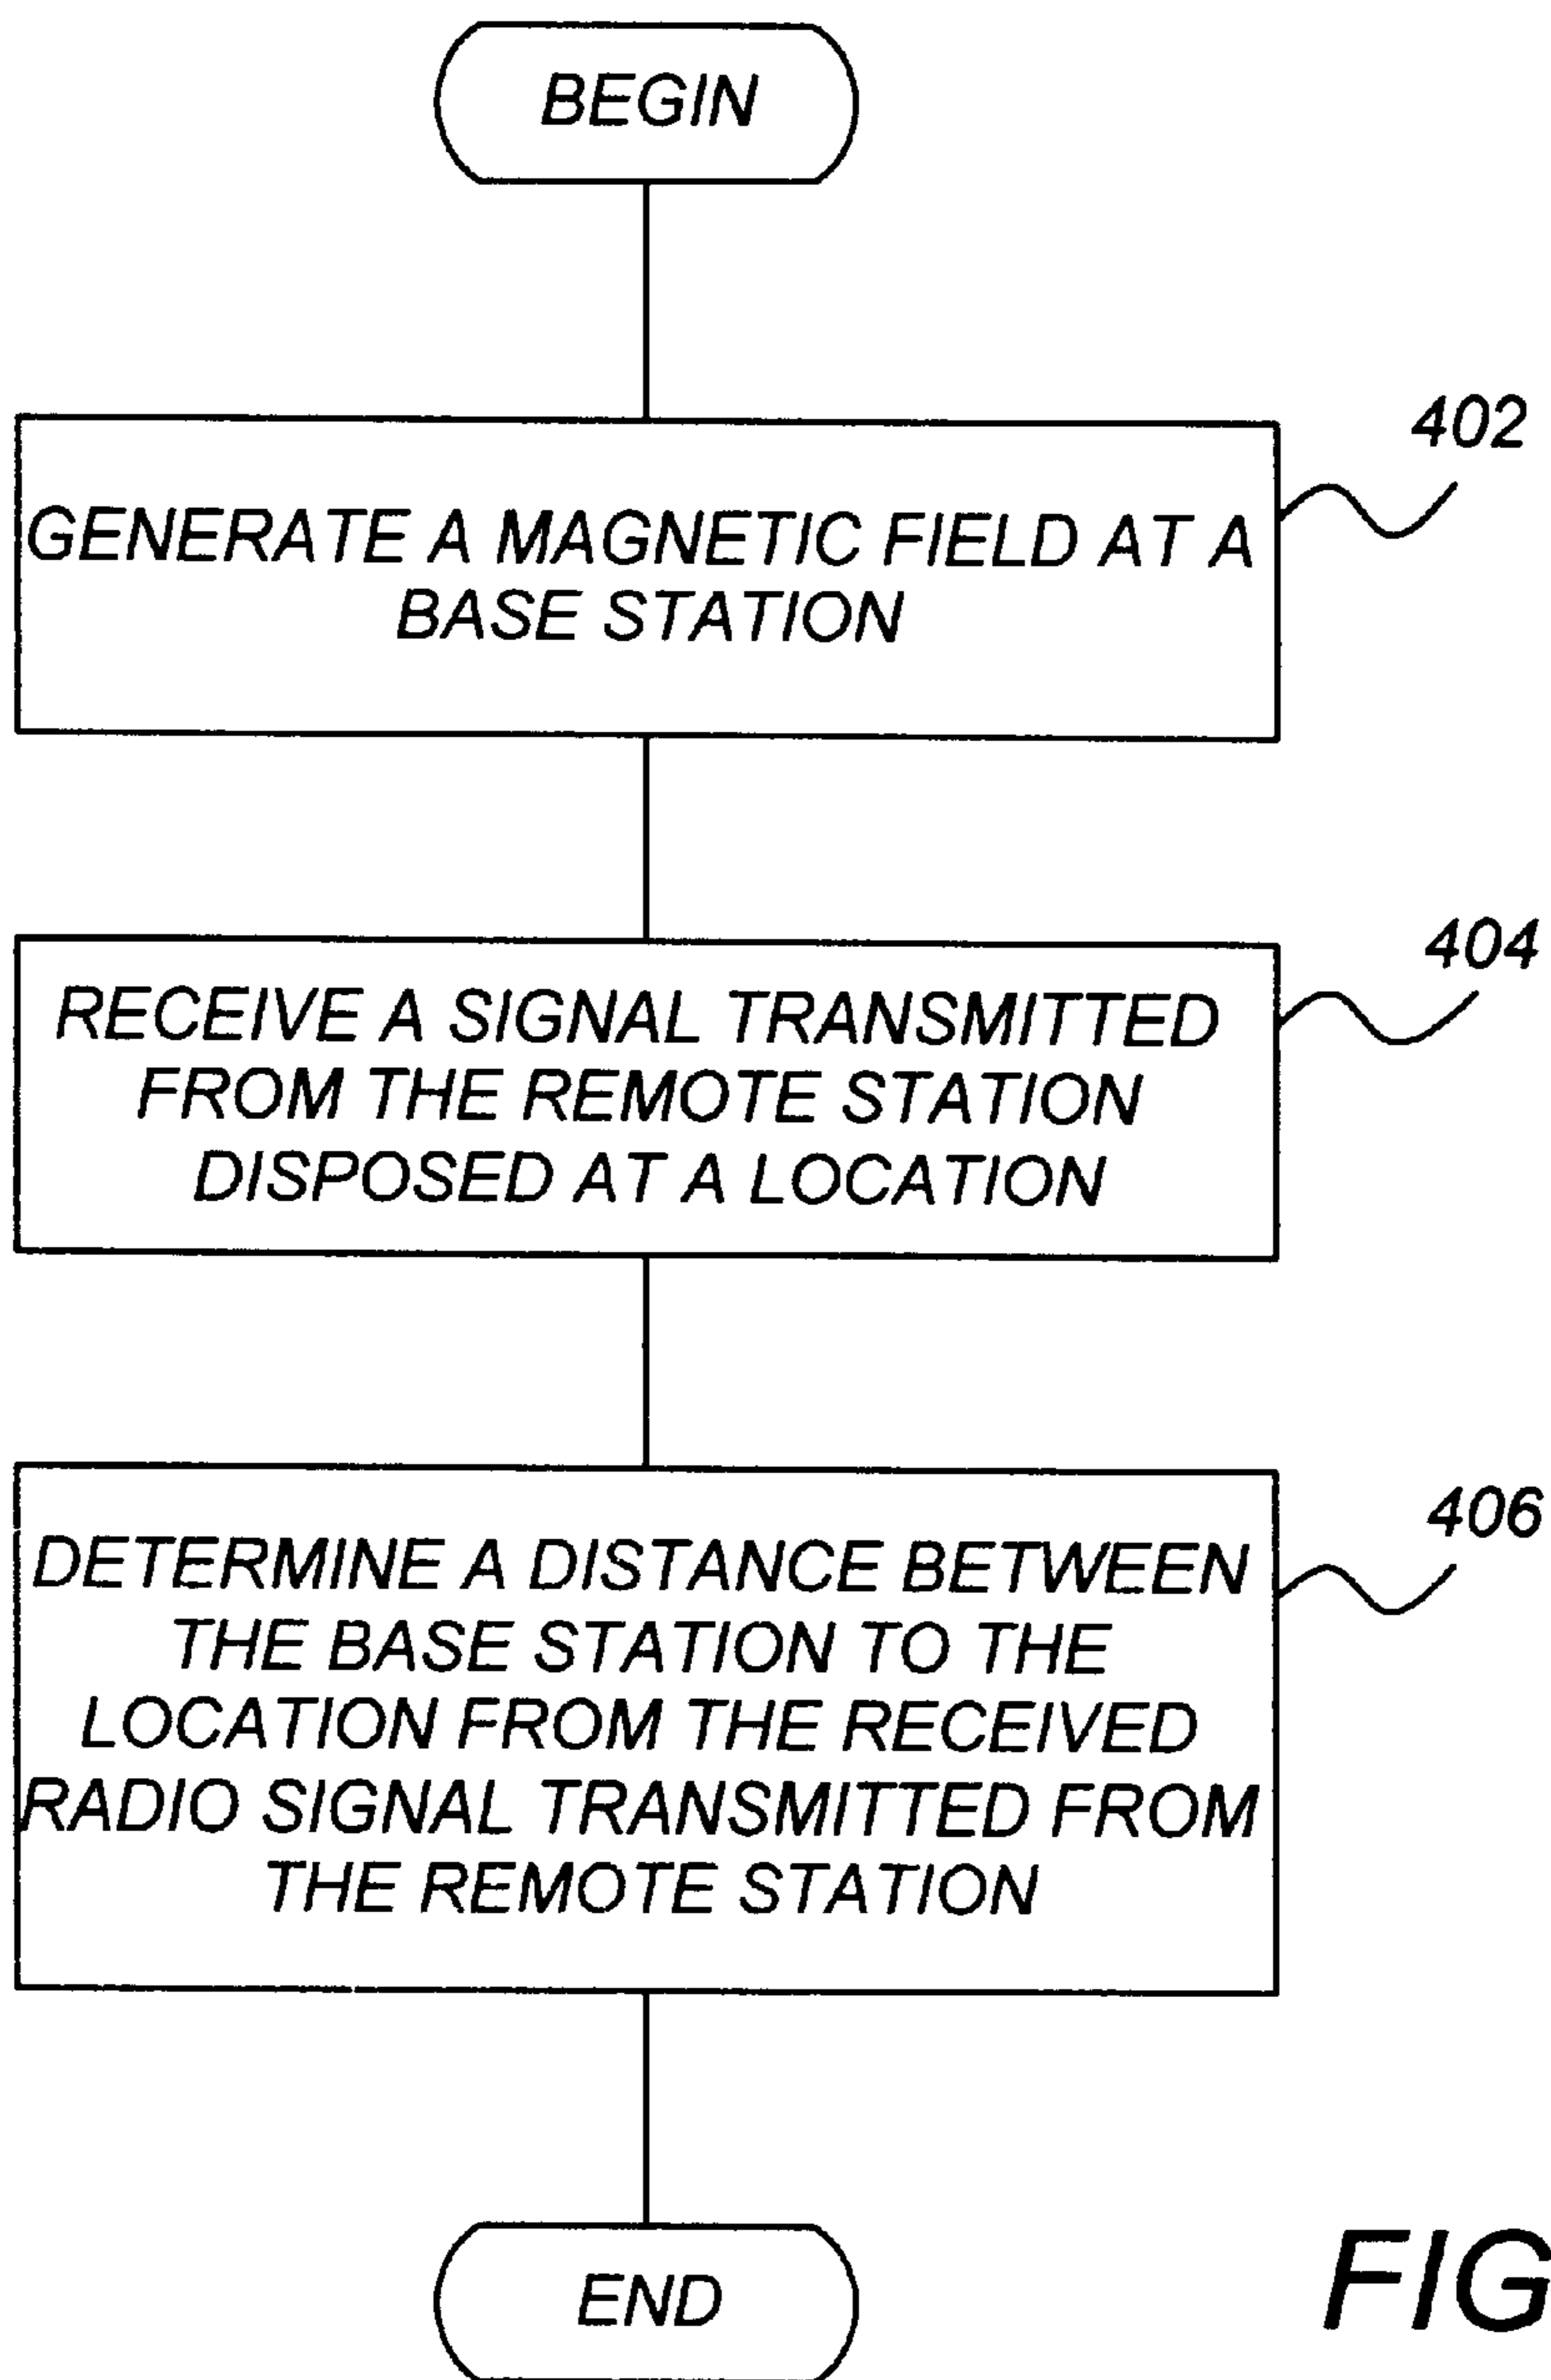 BEGIN
402
GENERATE A MAGNETIC FIELD AT A
BASE STATION
404
RECEIVE A SIGNAL TRANSMITTED
FROM THE REMOTE STATION
DISPOSED AT A LOCATION
406
DETERMINE A DISTANCE BETWEEN
THE BASE STATION TO THE
LOCATION FROM THE RECEIVED
RADIO SIGNAL TRANSMITTED FROM
THE REMOTE STATION
END
FIG